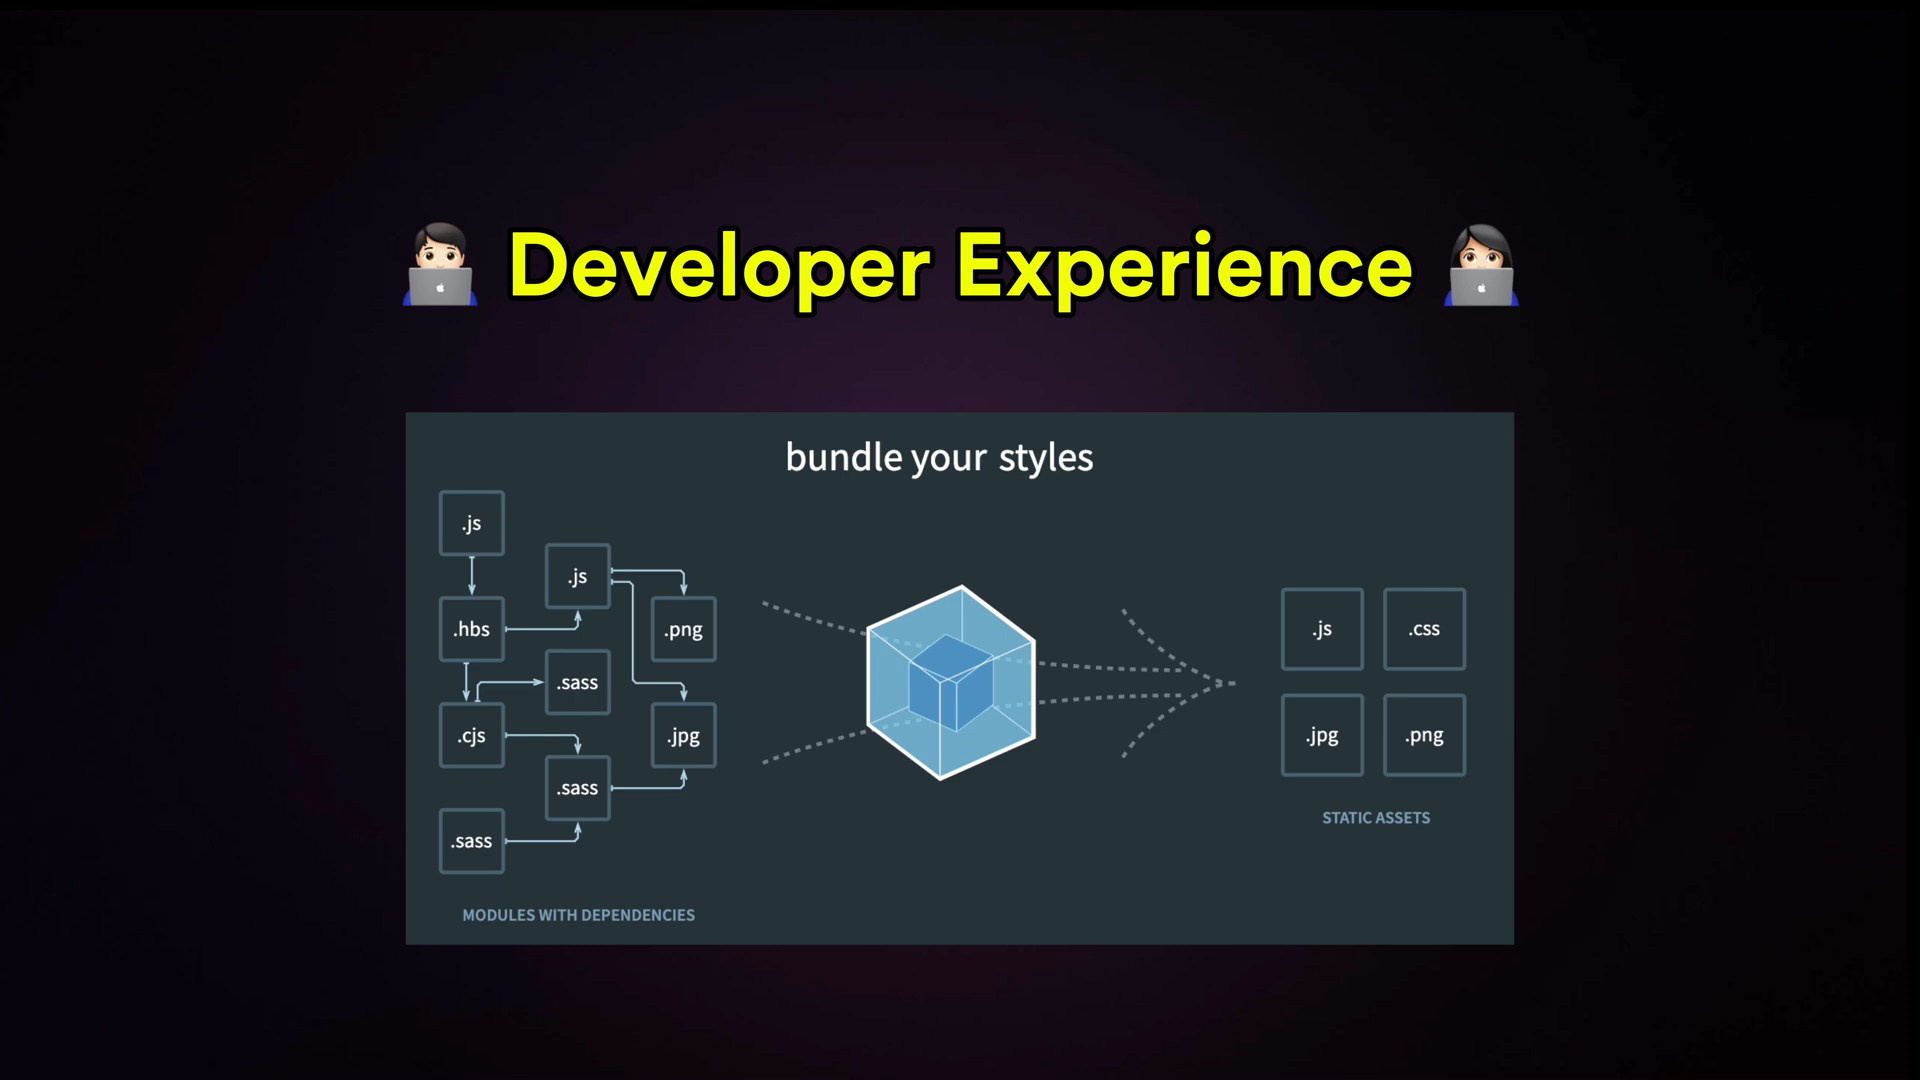 Developer Experience
bundle your styles
.js
.js
.hbs
.png
.sass
.cjs
.jpg
.sass
.sass
MODULES WITH DEPENDENCIES
.js
.css
.jpg
.png
STATIC ASSETS